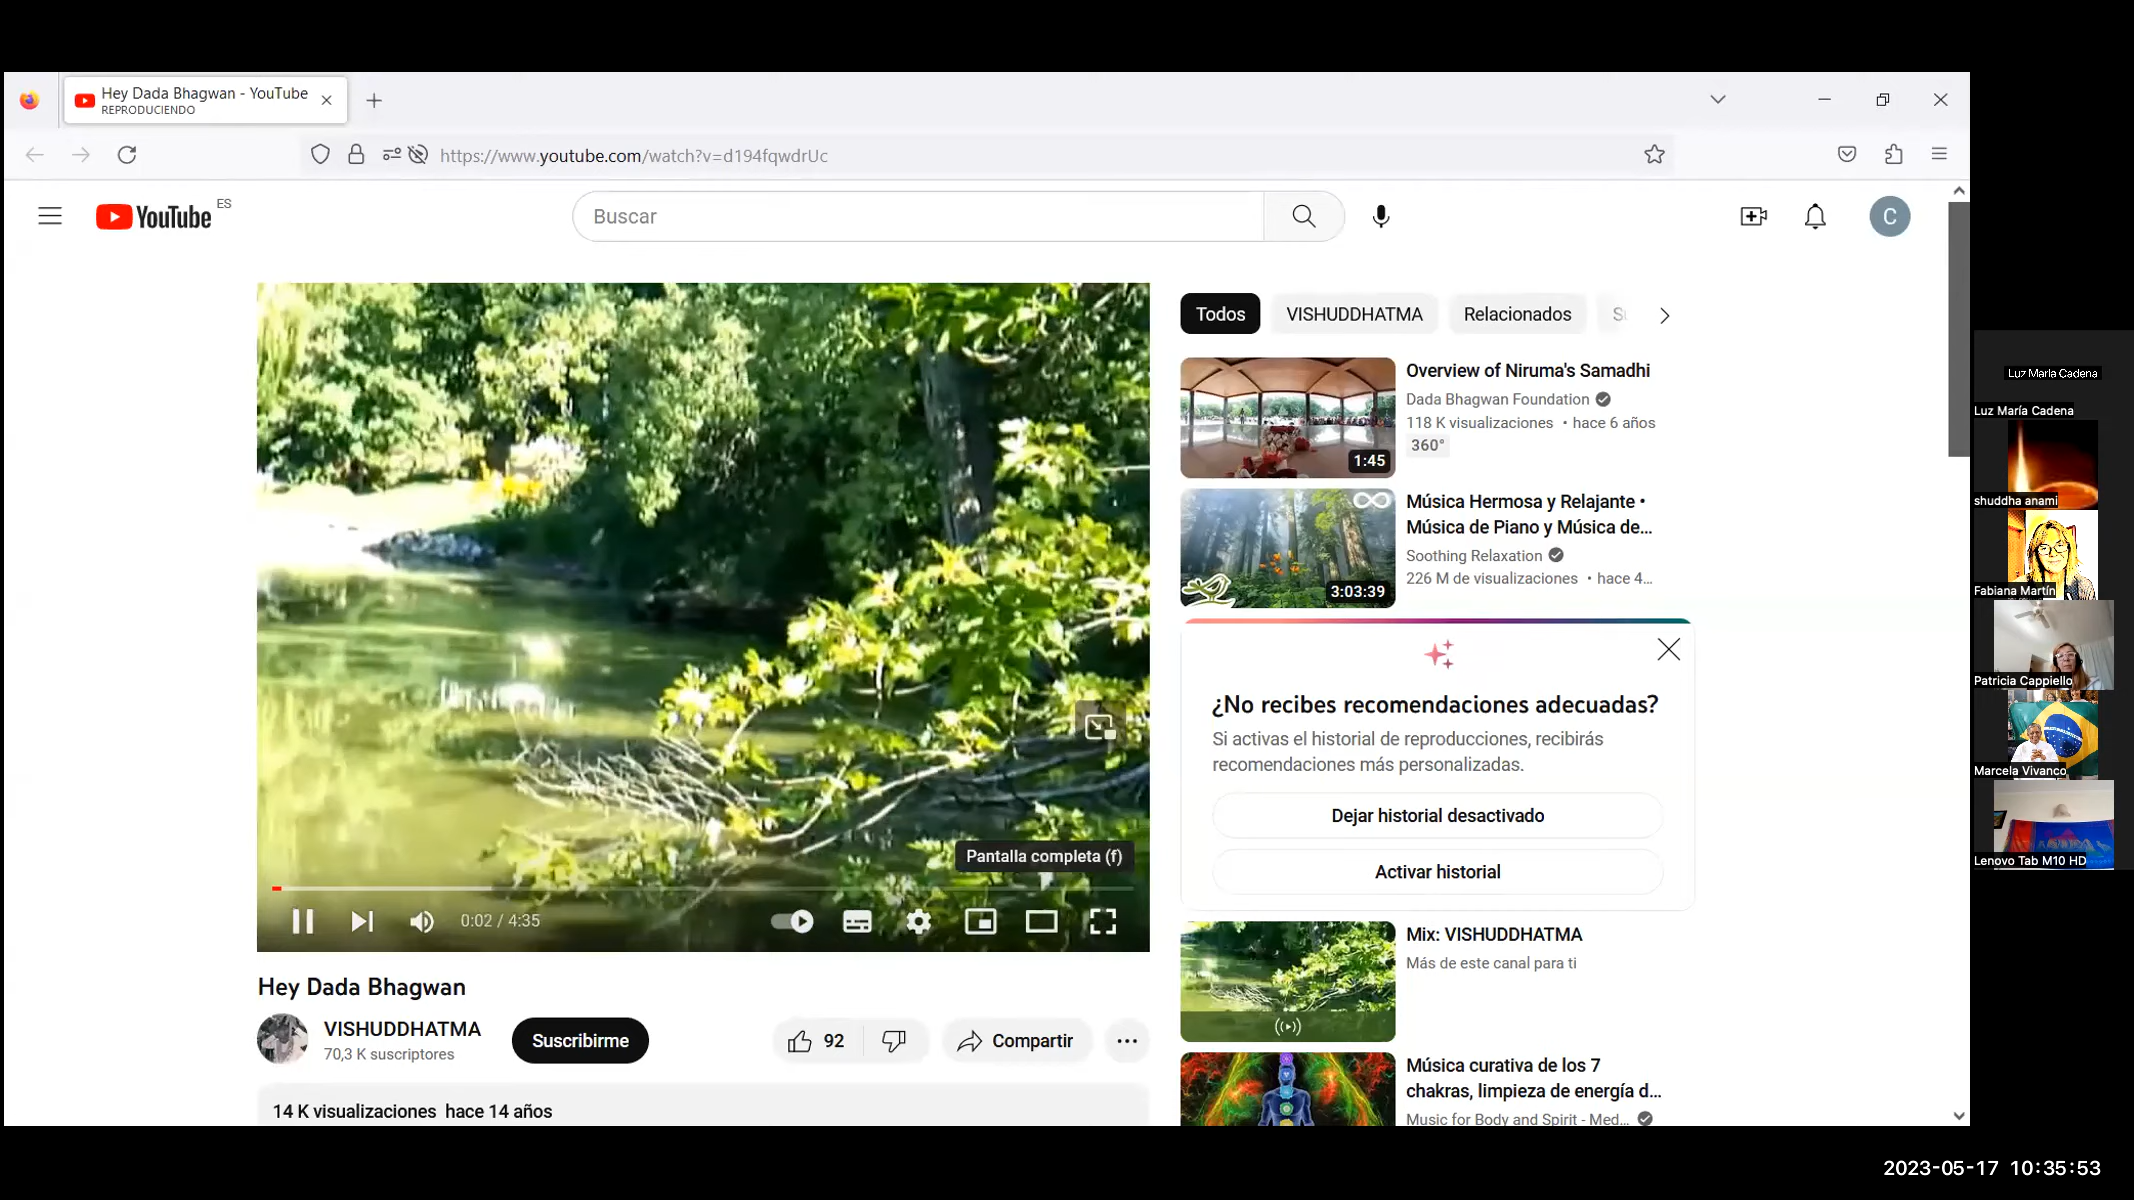 Hey Dada Bhagwan - YouTube
REPRODUCIENDO
https://www.youtube.com/watch?v=d194fqwdrUc
YouTube ES
Buscar
C
Todos
VISHUDDHATMA
Relacionados
Overview of Niruma's Samadhi
Dada Bhagwan Foundation
118 K visualizaciones • hace 6 años
360°
1:45
Música Hermosa y Relajante •
Música de Piano y Música de...
Soothing Relaxation
226 M de visualizaciones • hace 4...
3:03:39
¿No recibes recomendaciones adecuadas?
Si activas el historial de reproducciones, recibirás
recomendaciones más personalizadas.
Dejar historial desactivado
Activar historial
Pantalla completa (f)
0:02 / 4:35
Mix: VISHUDDHATMA
Más de este canal para ti
Música curativa de los 7
chakras, limpieza de energía d...
Music for Body and Spirit - Med...
Hey Dada Bhagwan
VISHUDDHATMA
70,3 K suscriptores
Suscribirme
92
Compartir
14 K visualizaciones hace 14 años
Luz María Cadena
Luz María Cadena
shuddha anami
Fabiana Martín
Patricia Cappiello
Marcela Vivanco
Lenovo Tab M10 HD
2023-05-17 10:35:53